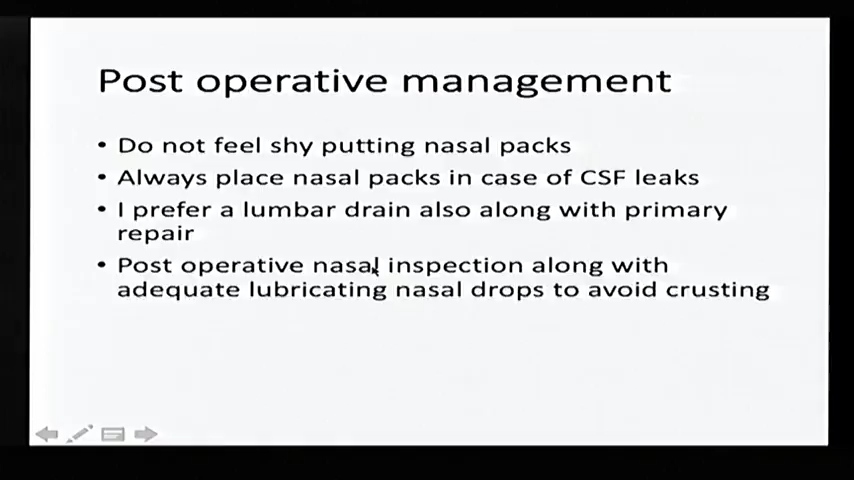 Post operative management
• Do not feel shy putting nasal packs
• Always place nasal packs in case of CSF leaks
• I prefer a lumbar drain also along with primary
repair
• Post operative nasal inspection along with
adequate lubricating nasal drops to avoid crusting